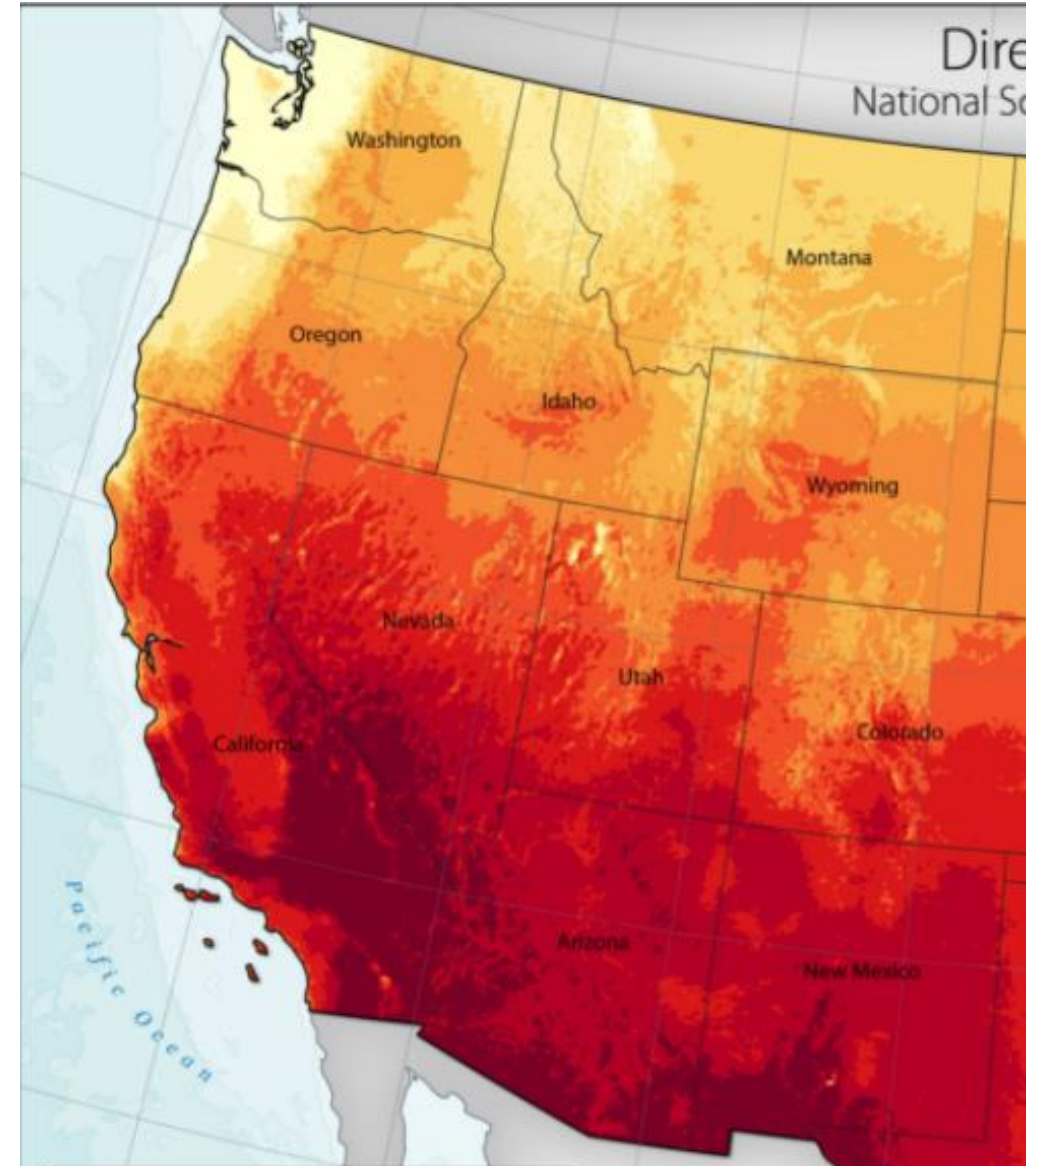 Dire
National So
Washington
Montana
Oregon
Idaho
Wyoming
Nevada
Utah
Colorado
California
Arizona
New Mexico
Pacific Ocean